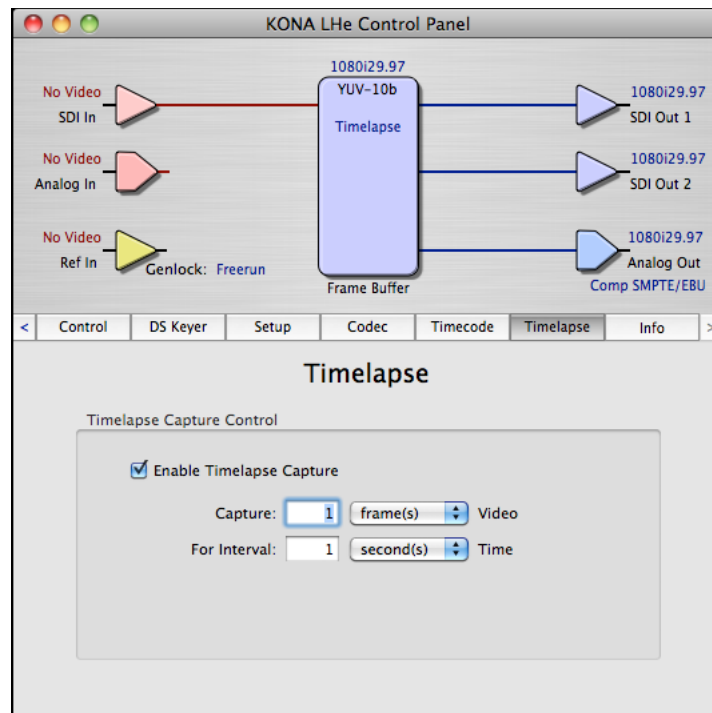 KONA LHe Control Panel
1080i29.97
No Video
SDI In
YUV-10b
Timelapse
1080i29.97
SDI Out 1
No Video
Analog In
1080i29.97
SDI Out 2
No Video
Ref In
Genlock: Freerun
1080i29.97
Analog Out
Comp SMPTE/EBU
Frame Buffer
< Control DS Keyer Setup Codec Timecode Timelapse Info >
Timelapse
Timelapse Capture Control
Enable Timelapse Capture
Capture: 1 frame(s) Video
For Interval: 1 second(s) Time